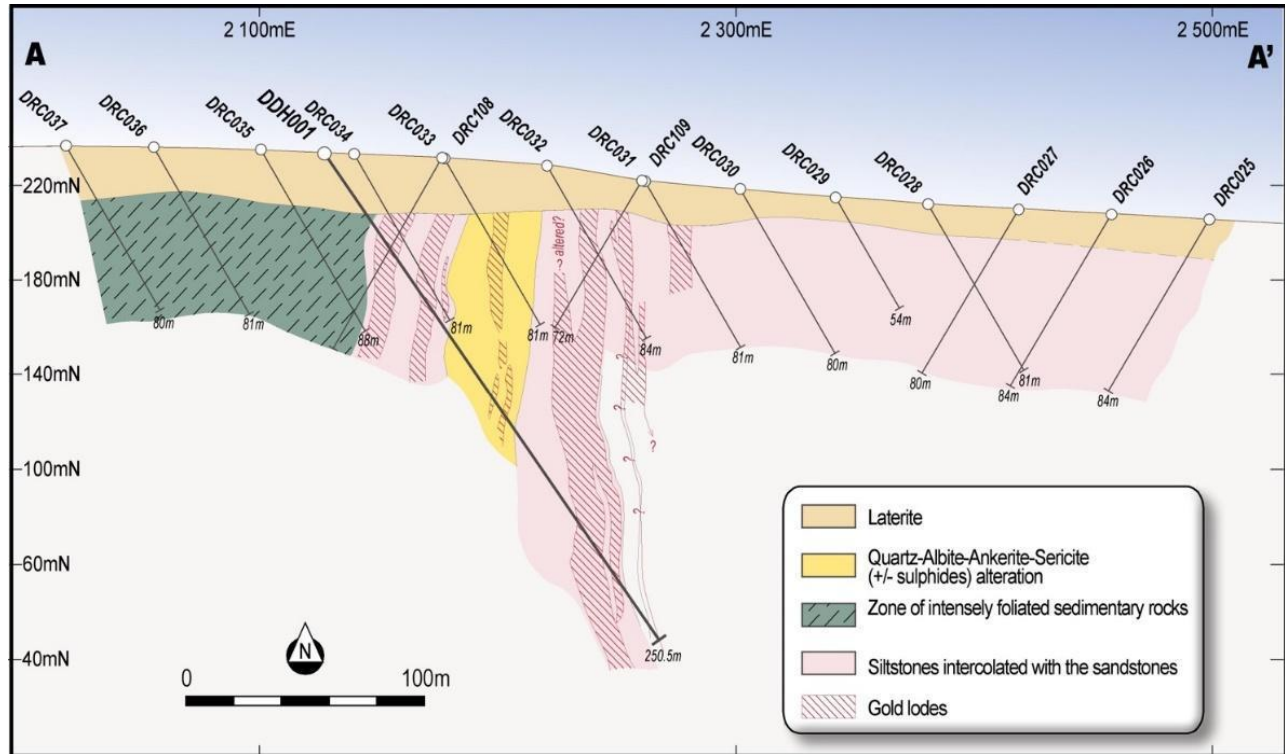 2 100mE
2 300mE
2 500mE
A
A'
DRC037
DRC036
DRC035
DDH001
DRC034
DRC033
DRC108
DRC032
DRC031
DRC109
DRC030
DRC029
DRC028
DRC027
DRC026
DRC025
220mN
180mN
140mN
100mN
60mN
40mN
-? altered?
80m
81m
88m
81m
81m
72m
84m
81m
80m
54m
80m
84m
81m
84m
?
?
?
?
?
250.5m
N
0
100m
Laterite
Quartz-Albite-Ankerite-Sericite
(+/- sulphides) alteration
Zone of intensely foliated sedimentary rocks
Siltstones intercolated with the sandstones
Gold lodes